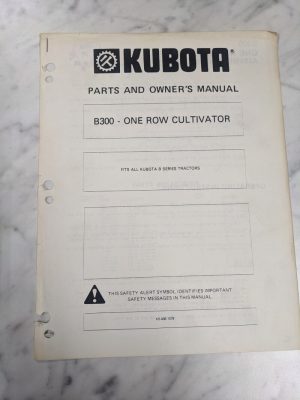 KUBOTA
PARTS AND OWNER'S MANUAL
B300 - ONE ROW CULTIVATOR
FITS ALL KUBOTA B SERIES TRACTORS
THIS SAFETY ALERT SYMBOL IDENTIFIES IMPORTANT
SAFETY MESSAGES IN THIS MANUAL.